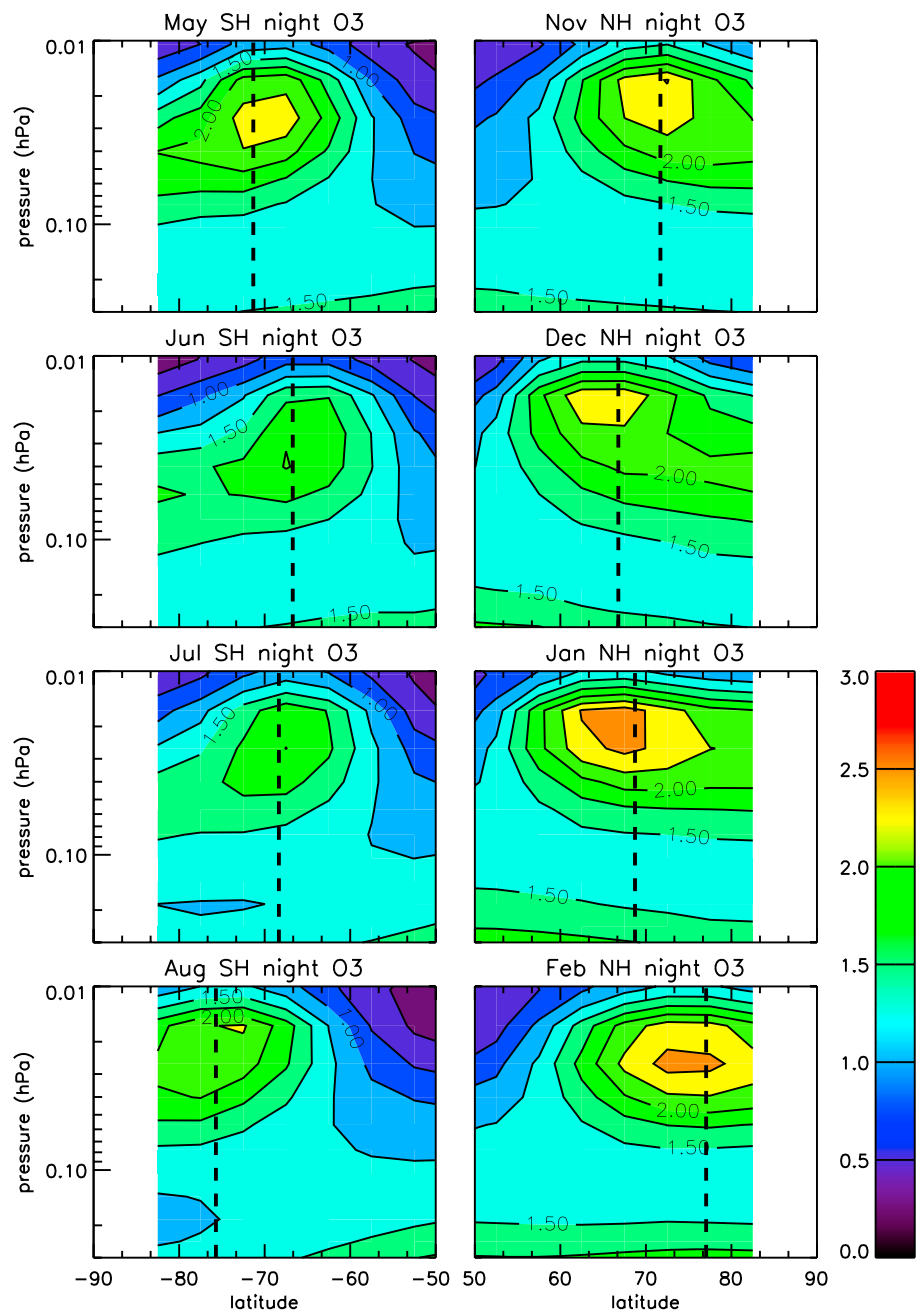 May SH night O3
Nov NH night O3
0.01
0.10
pressure (hPa)
1.50
1.00
2.00
1.50
2.00
1.50
1.50
Jun SH night O3
Dec NH night O3
0.01
0.10
pressure (hPa)
1.00
1.50
1.50
2.00
1.50
1.50
Jul SH night O3
Jan NH night O3
0.01
0.10
pressure (hPa)
1.50
1.00
2.00
1.50
1.50
3.0
2.5
2.0
1.5
1.0
0.5
0.0
Aug SH night O3
Feb NH night O3
0.01
0.10
pressure (hPa)
1.50
2.00
1.00
2.00
1.50
1.50
−90 −80 −70 −60 −50
50 60 70 80 90
latitude
latitude